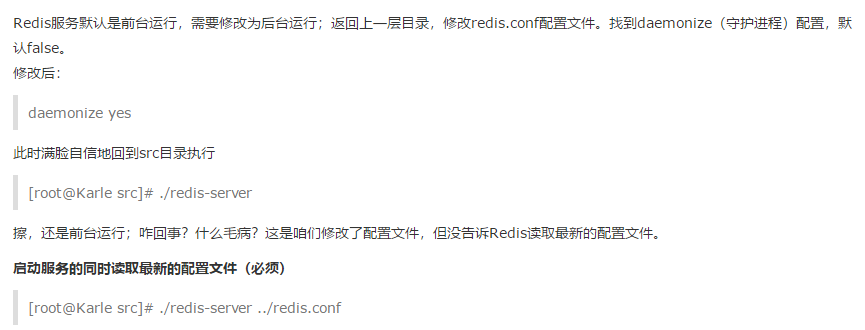 Redis服务默认是前台运行，需要修改为后台运行；返回上一层目录，修改redis.conf配置文件。找到daemonize（守护进程）配置，默
认false。
修改后：
daemonize yes
此时满脸自信地回到src目录执行
[root@Karle src]# ./redis-server
擦，还是前台运行；咋回事？什么毛病？这是咱们修改了配置文件，但没告诉Redis读取最新的配置文件。
启动服务的同时读取最新的配置文件（必须）
[root@Karle src]# ./redis-server ../redis.conf